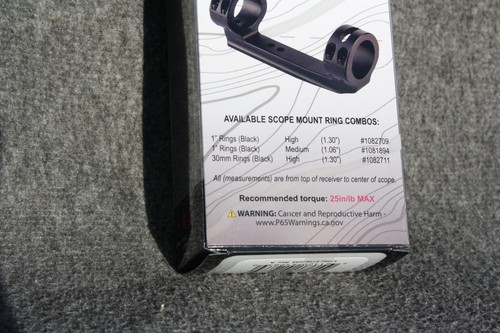 AVAILABLE SCOPE MOUNT RING COMBOS:
1" Rings (Black) High (1.30") #1082709
1" Rings (Black) Medium (1.06") #1081894
30mm Rings (Black) High (1.30") #1082711
All (measurements) are from top of receiver to center of scope.
Recommended torque: 25in/lb MAX
⚠ WARNING: Cancer and Reproductive Harm -
www.P65Warnings.ca.gov